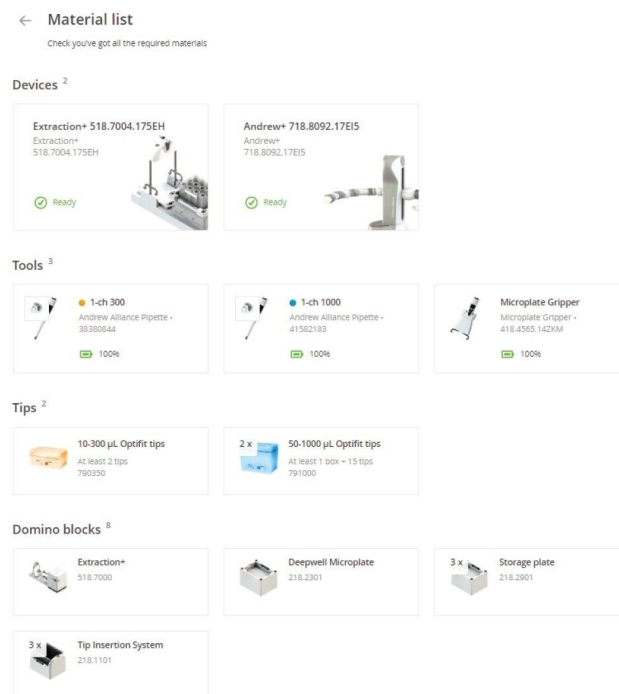 ← Material list
Check you've got all the required materials
Devices 2
Extraction+ 518.7004.175EH
Extraction+
518.7004.175EH
Ready
Andrew+ 718.8092.17EI5
Andrew+
718.8092.17EI5
Ready
Tools 3
1-ch 300
Andrew Alliance Pipette -
38380844
100%
1-ch 1000
Andrew Alliance Pipette -
41582183
100%
Microplate Gripper
Microplate Gripper -
418.4565.14ZKM
100%
Tips 2
10-300 µL Optifit tips
At least 2 tips
790350
2 x
50-1000 µL Optifit tips
At least 1 box + 15 tips
791000
Domino blocks 8
Extraction+
518.7000
Deepwell Microplate
218.2301
3 x
Storage plate
218.2901
3 x
Tip Insertion System
218.1101